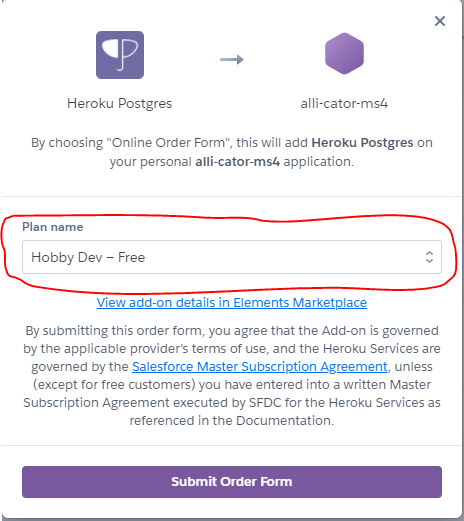 Heroku Postgres
alli-cator-ms4
By choosing "Online Order Form", this will add Heroku Postgres on
your personal alli-cator-ms4 application.
Plan name
Hobby Dev – Free
View add-on details in Elements Marketplace
By submitting this order form, you agree that the Add-on is governed
by the applicable provider's terms of use, and the Heroku Services are
governed by the Salesforce Master Subscription Agreement, unless
(except for free customers) you have entered into a written Master
Subscription Agreement executed by SFDC for the Heroku Services as
referenced in the Documentation.
Submit Order Form